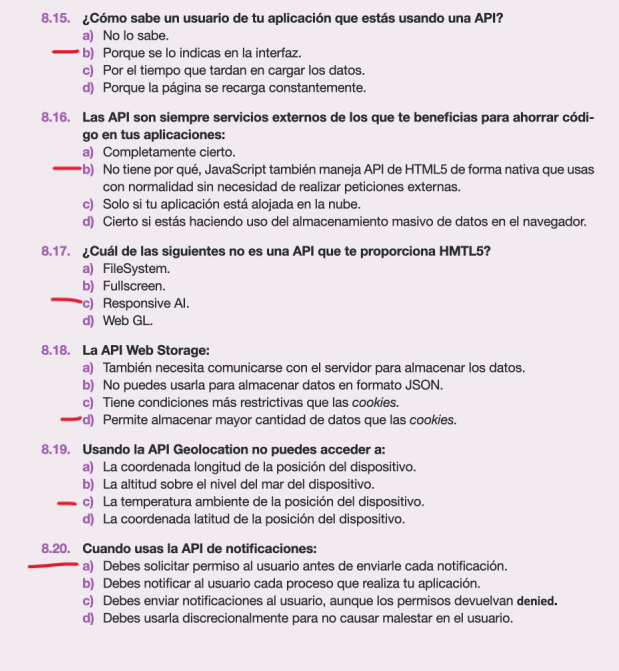 8.15. ¿Cómo sabe un usuario de tu aplicación que estás usando una API?
a) No lo sabe.
b) Porque se lo indicas en la interfaz.
c) Por el tiempo que tardan en cargar los datos.
d) Porque la página se recarga constantemente.
8.16. Las API son siempre servicios externos de los que te beneficias para ahorrar códi-
go en tus aplicaciones:
a) Completamente cierto.
b) No tiene por qué, JavaScript también maneja API de HTML5 de forma nativa que usas
con normalidad sin necesidad de realizar peticiones externas.
c) Solo si tu aplicación está alojada en la nube.
d) Cierto si estás haciendo uso del almacenamiento masivo de datos en el navegador.
8.17. ¿Cuál de las siguientes no es una API que te proporciona HMTL5?
a) FileSystem.
b) Fullscreen.
c) Responsive AI.
d) Web GL.
8.18. La API Web Storage:
a) También necesita comunicarse con el servidor para almacenar los datos.
b) No puedes usarla para almacenar datos en formato JSON.
c) Tiene condiciones más restrictivas que las cookies.
d) Permite almacenar mayor cantidad de datos que las cookies.
8.19. Usando la API Geolocation no puedes acceder a:
a) La coordenada longitud de la posición del dispositivo.
b) La altitud sobre el nivel del mar del dispositivo.
c) La temperatura ambiente de la posición del dispositivo.
d) La coordenada latitud de la posición del dispositivo.
8.20. Cuando usas la API de notificaciones:
a) Debes solicitar permiso al usuario antes de enviarle cada notificación.
b) Debes notificar al usuario cada proceso que realiza tu aplicación.
c) Debes enviar notificaciones al usuario, aunque los permisos devuelvan denied.
d) Debes usarla discrecionalmente para no causar malestar en el usuario.